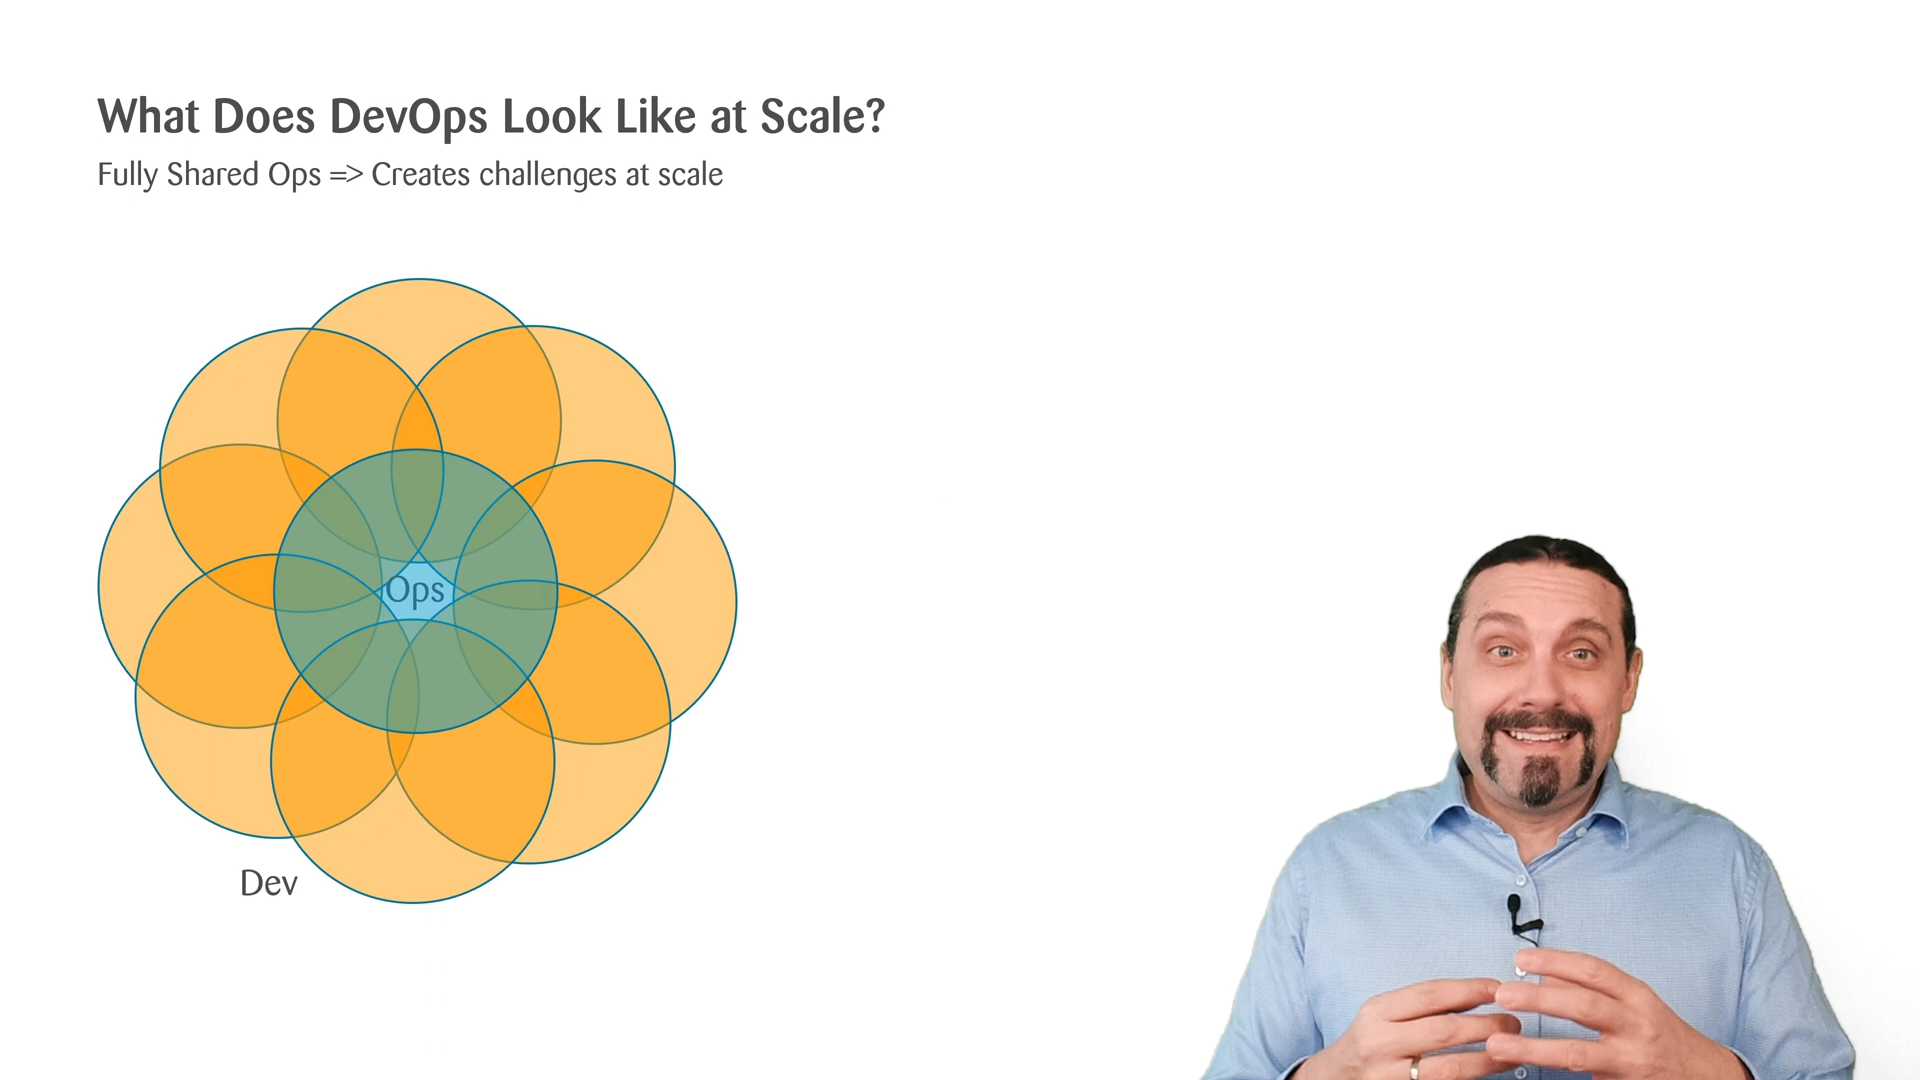 What Does DevOps Look Like at Scale?
Fully Shared Ops => Creates challenges at scale
Ops
Dev